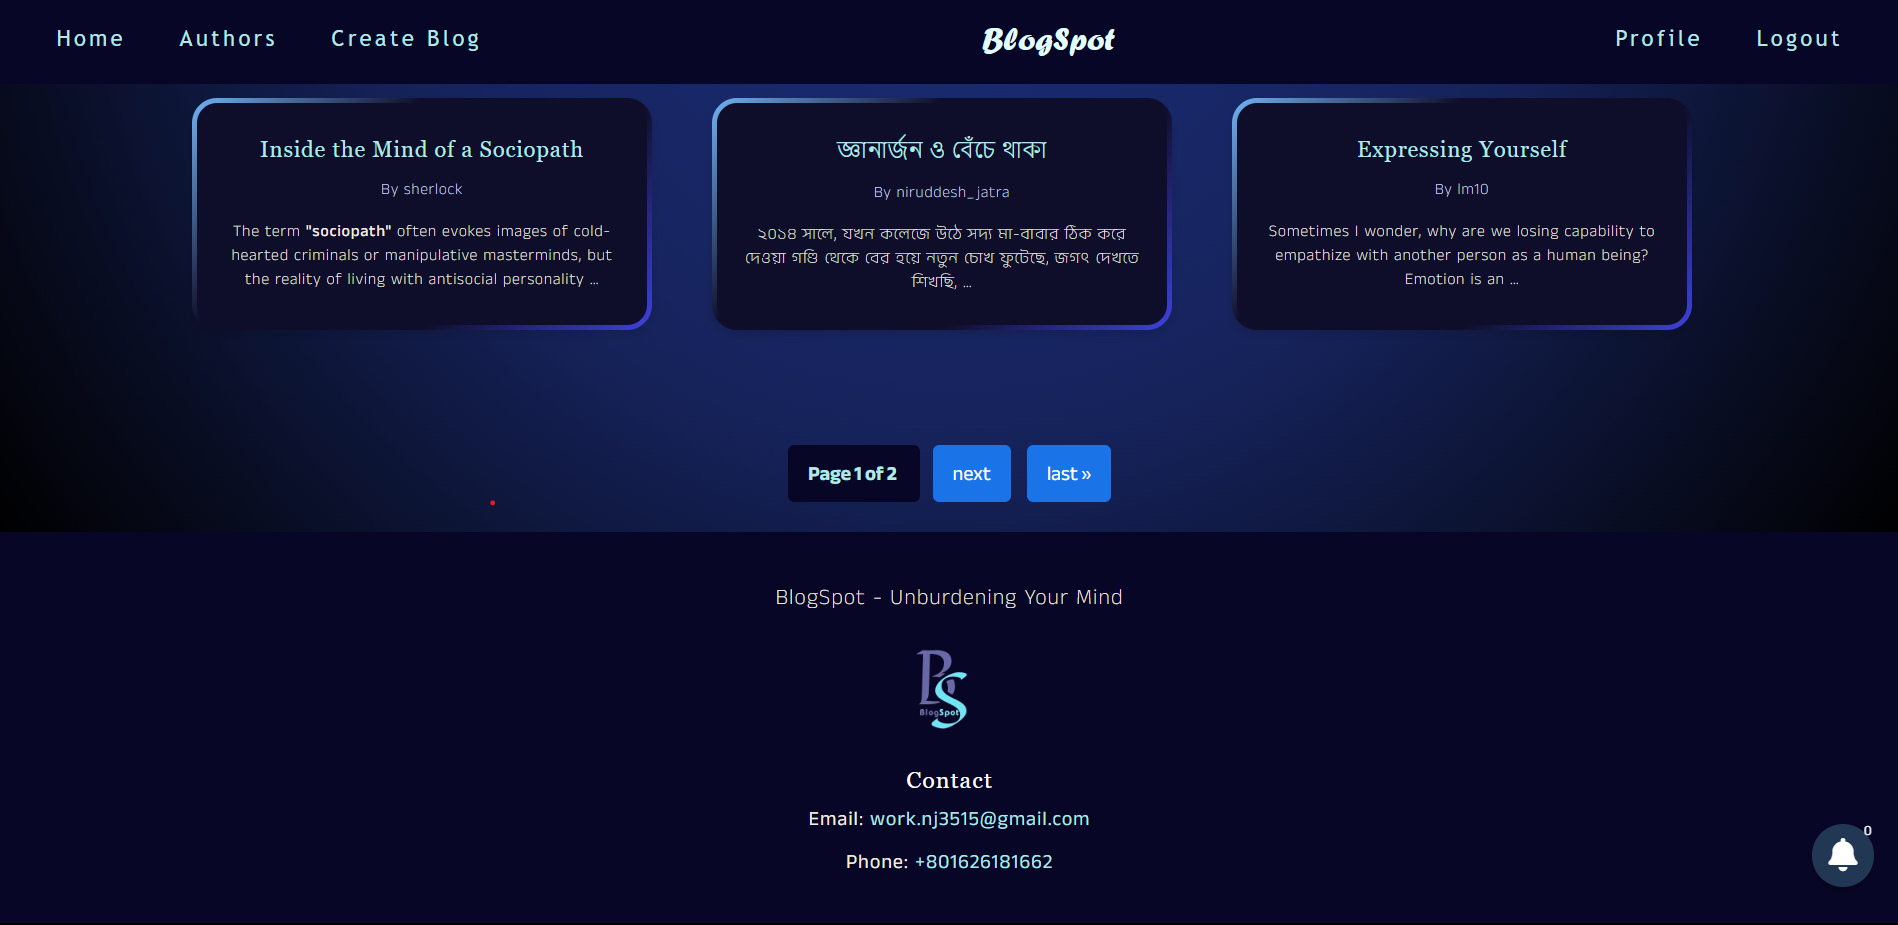 Home Authors Create Blog BlogSpot Profile Logout
Inside the Mind of a Sociopath
By sherlock
The term "sociopath" often evokes images of cold-
hearted criminals or manipulative masterminds, but
the reality of living with antisocial personality ...
জ্ঞানার্জন ও বেঁচে থাকা
By niruddesh_jatra
২০১৪ সালে, যখন কলেজে উঠে সদ্য মা-বাবার ঠিক করে
দেওয়া গণ্ডি থেকে বের হয়ে নতুন চোখ ফুটেছে, জগৎ দেখতে
শিখছি, ...
Expressing Yourself
By lm10
Sometimes I wonder, why are we losing capability to
empathize with another person as a human being?
Emotion is an ...
Page 1 of 2 next last »
BlogSpot - Unburdening Your Mind
BS
BlogSpot
Contact
Email: work.nj3515@gmail.com
Phone: +801626181662
0